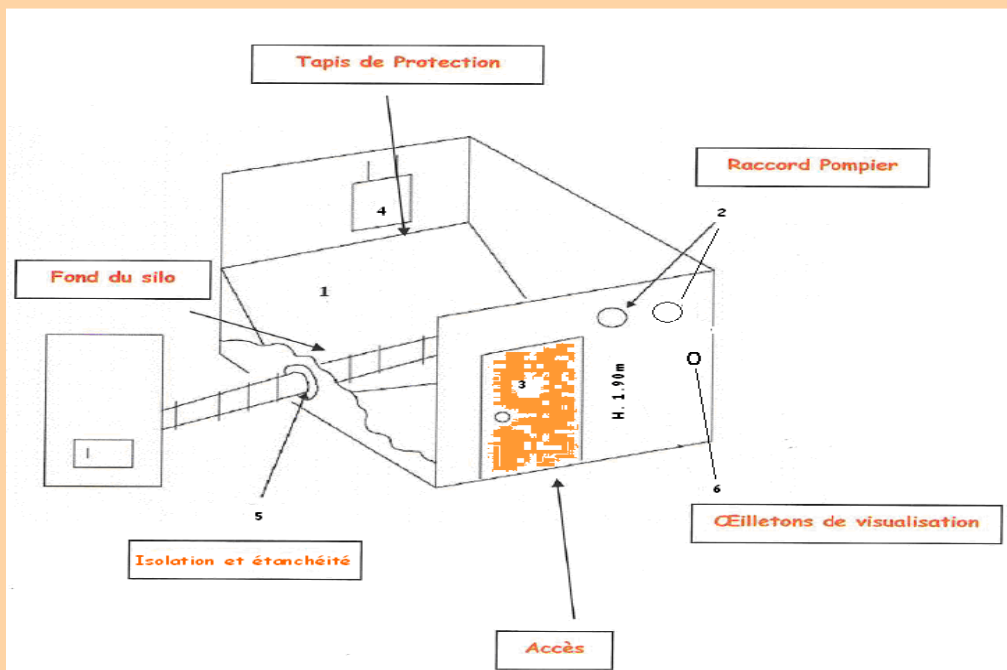 Tapis de Protection
Raccord Pompier
4
2
Fond du silo
1
3
H. 1.90m
6
5
Œilletons de visualisation
Isolation et étanchéité
Accès